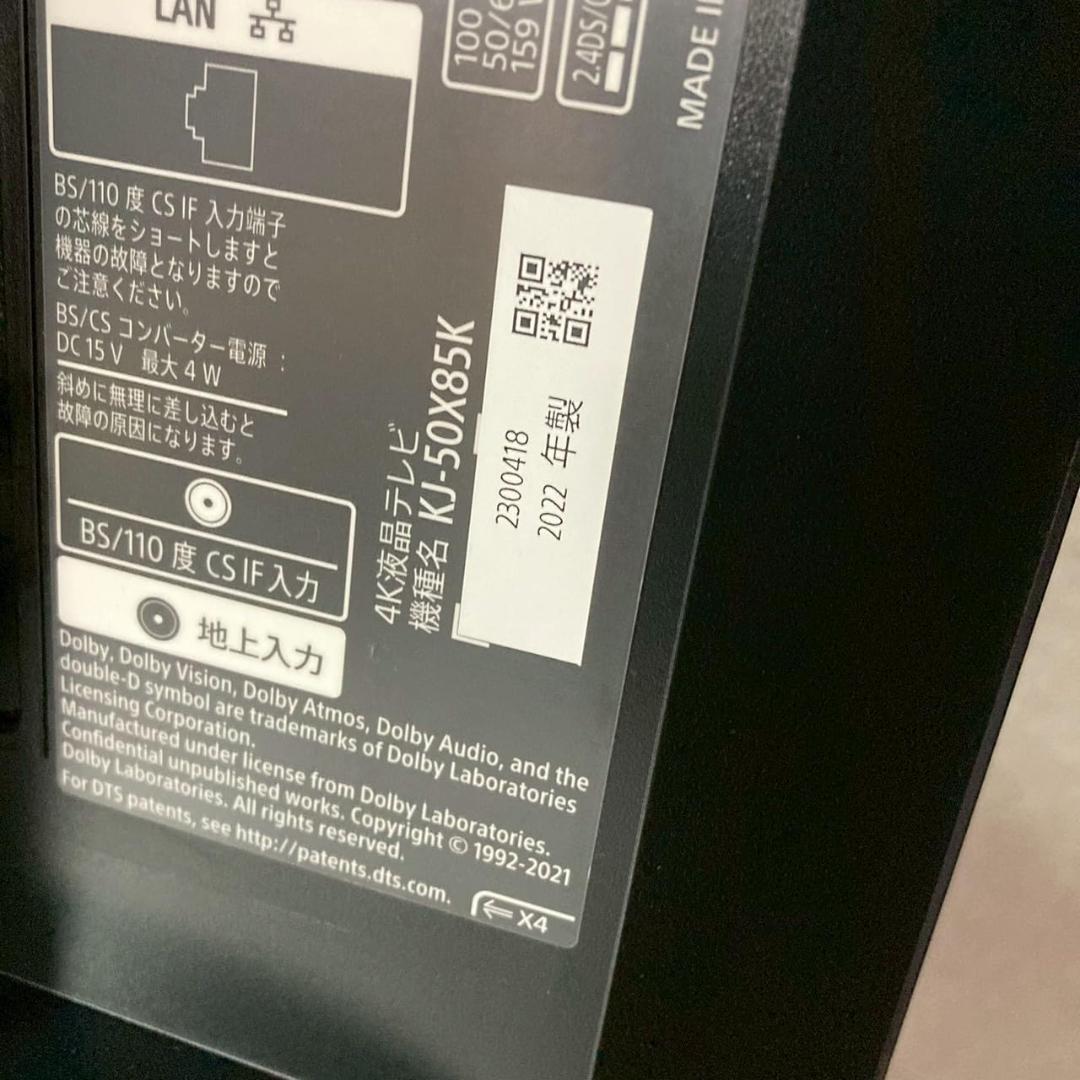 LAN
BS/110 度 CS IF 入力端子
の芯線をショートしますと
機器の故障となりますので
ご注意ください。
BS/CS コンバーター電源 :
DC 15 V 最大 4 W
斜めに無理に差し込むと
故障の原因になります。
BS/110 度 CS IF 入力
地上入力
Dolby, Dolby Vision, Dolby Atmos, Dolby Audio, and the
double-D symbol are trademarks of Dolby Laboratories
Licensing Corporation.
Manufactured under license from Dolby Laboratories.
Confidential unpublished works. Copyright © 1992-2021
Dolby Laboratories. All rights reserved.
For DTS patents, see http://patents.dts.com.
X4
4K液晶テレビ
機種名 KJ-50X85K
2300418
2022 年製
100
50/6
159
2.4DS/
MADE